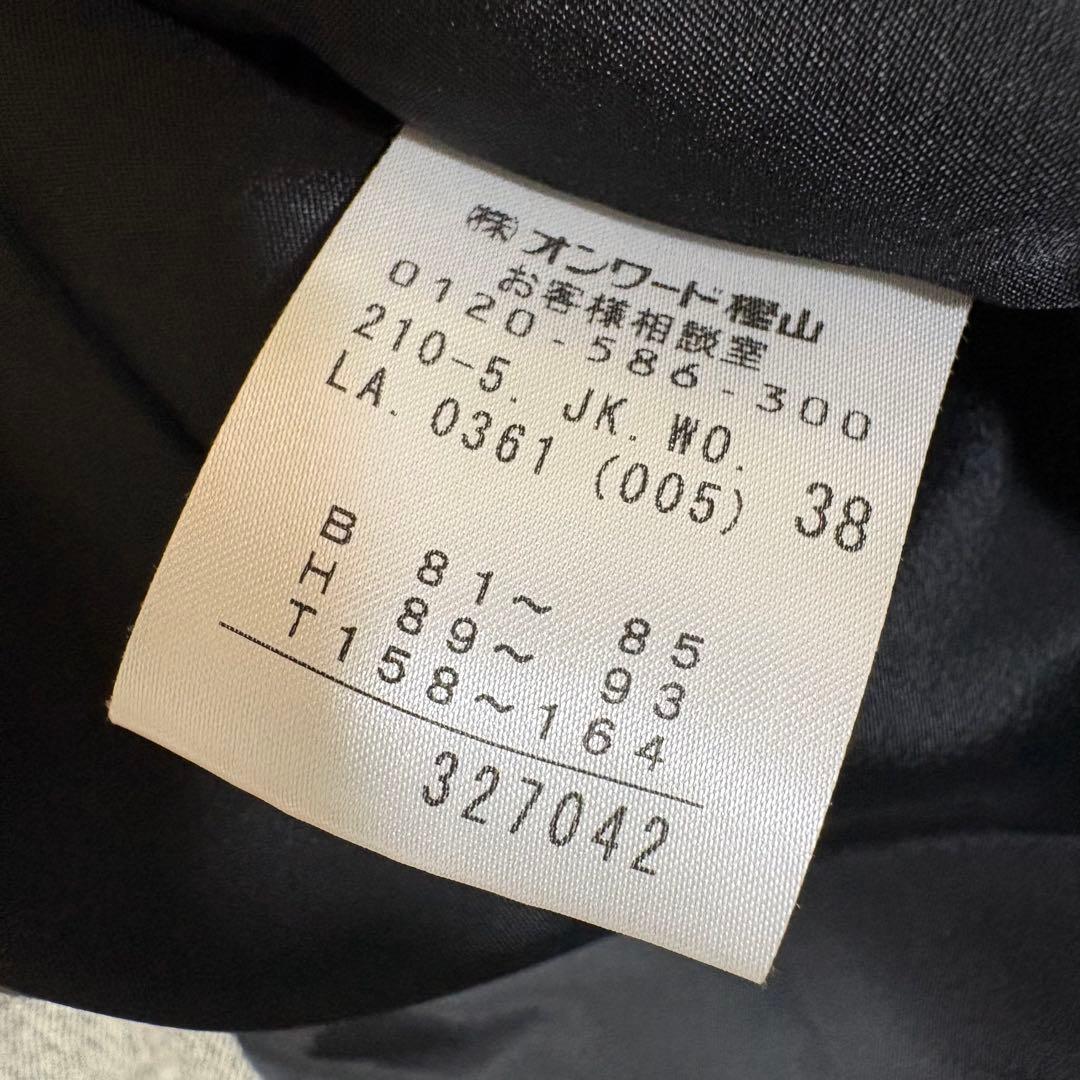 ㈱オンワード樫山
お客様相談室
0120-586-300
210-5. JK. WO.
LA. 0361 (005) 38
B 81~ 85
H 89~ 93
T158~164
327042